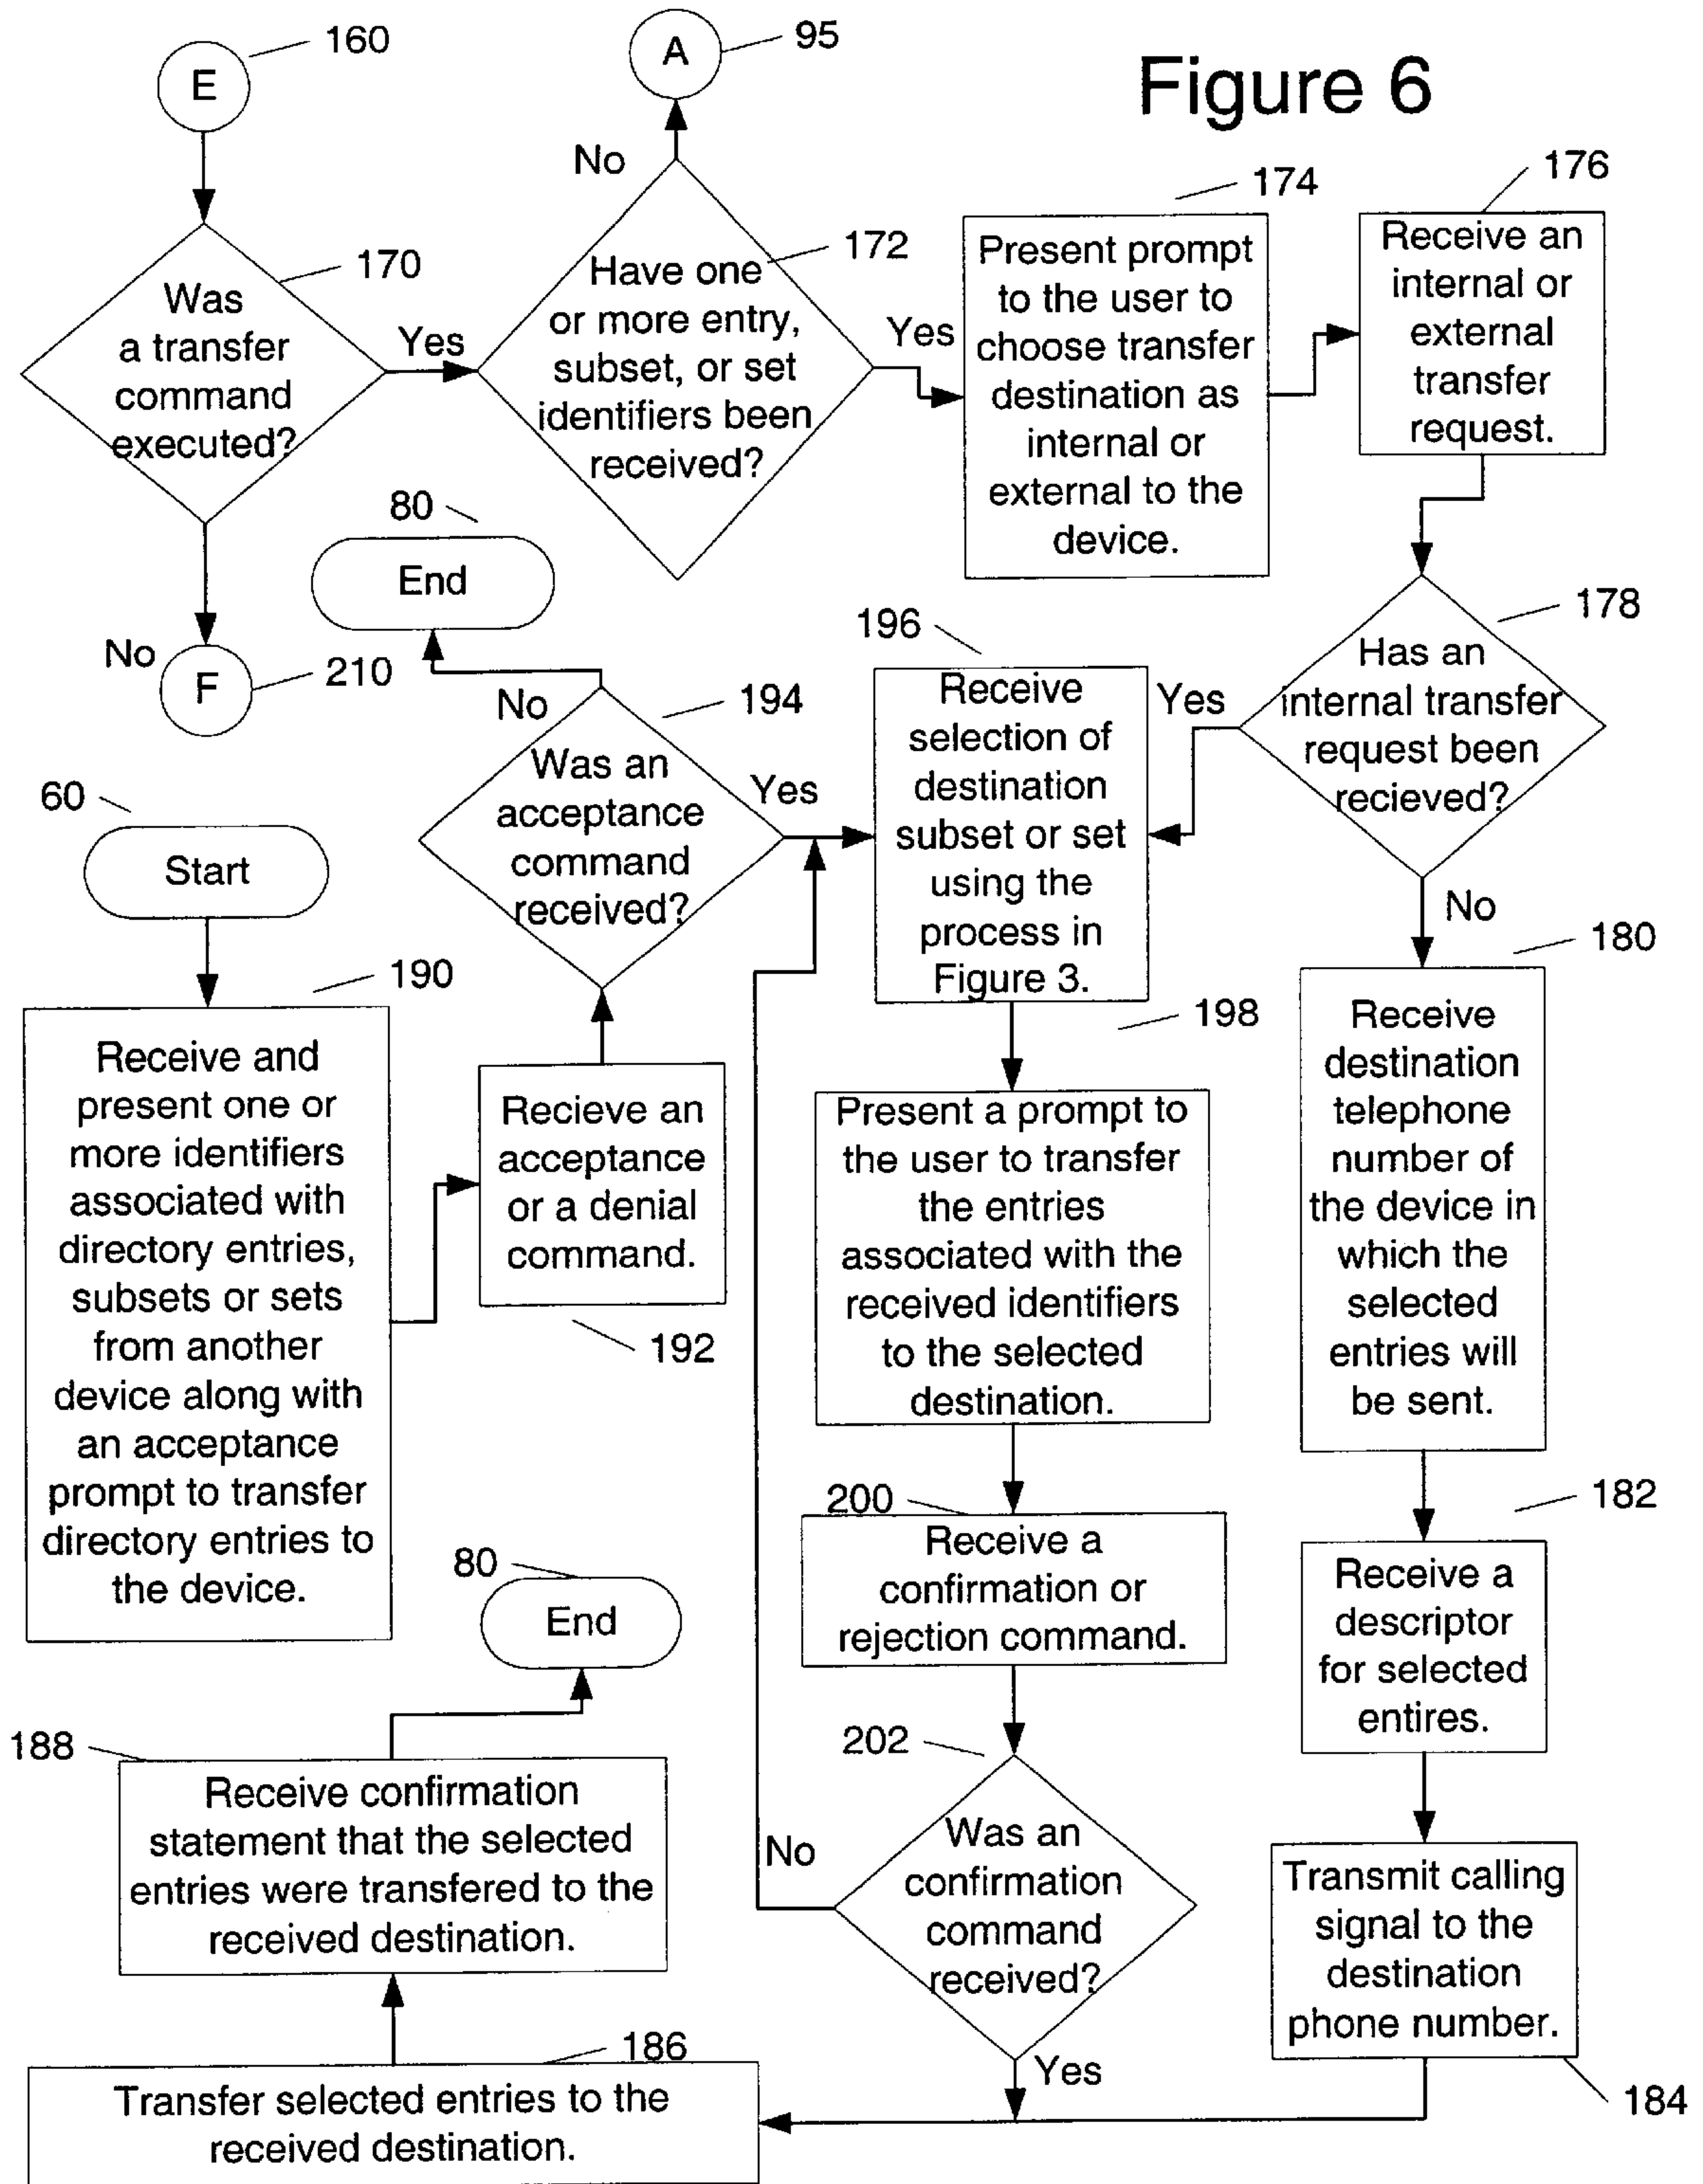 Figure 6
160
E
95
A
No
170
Was
a transfer
command
executed?
Yes
No
F
210
172
Have one
or more entry,
subset, or set
identifiers been
received?
Yes
174
Present prompt
to the user to
choose transfer
destination as
internal or
external to the
device.
176
Receive an
internal or
external
transfer
request.
178
Has an
internal transfer
request been
recieved?
Yes
No
80
End
No
194
Was an
acceptance
command
received?
Yes
196
Receive
selection of
destination
subset or set
using the
process in
Figure 3.
60
Start
190
Receive and
present one or
more identifiers
associated with
directory entries,
subsets or sets
from another
device along with
an acceptance
prompt to transfer
directory entries to
the device.
Recieve an
acceptance
or a denial
command.
192
198
Present a prompt to
the user to transfer
the entries
associated with the
received identifiers
to the selected
destination.
180
Receive
destination
telephone
number of
the device in
which the
selected
entries will
be sent.
200
Receive a
confirmation or
rejection command.
182
Receive a
descriptor
for selected
entires.
80
End
188
Receive confirmation
statement that the selected
entries were transfered to the
received destination.
202
Was an
confirmation
command
received?
No
Yes
Transmit calling
signal to the
destination
phone number.
184
186
Transfer selected entries to the
received destination.